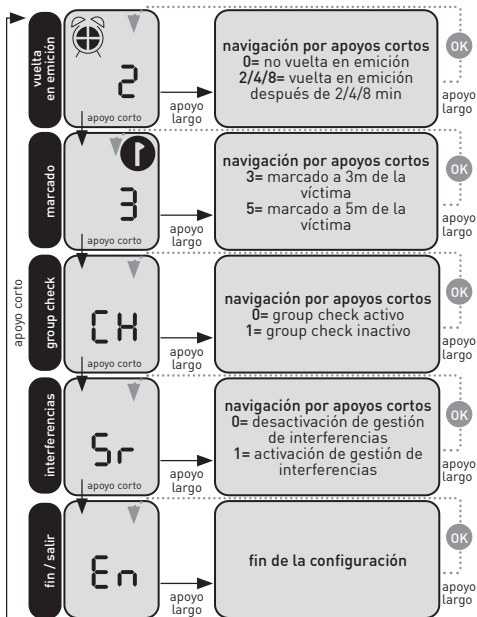 apoyo corto
vuelta
en emición
2
apoyo corto
apoyo
largo
navigación por apoyos cortos
0= no vuelta en emición
2/4/8= vuelta en emición
después de 2/4/8 min
OK
apoyo
largo
marcado
3
apoyo corto
apoyo
largo
navigación por apoyos cortos
3= marcado a 3m de la
víctima
5= marcado a 5m de la
víctima
OK
apoyo
largo
group check
CH
apoyo corto
apoyo
largo
navigación por apoyos cortos
0= group check activo
1= group check inactivo
OK
apoyo
largo
interferencias
Sr
apoyo corto
apoyo
largo
navigación por apoyos cortos
0= desactivación de gestión
de interferencias
1= activación de gestión de
interferencias
OK
apoyo
largo
fin / salir
En
apoyo
largo
fin de la configuración
OK
apoyo
largo